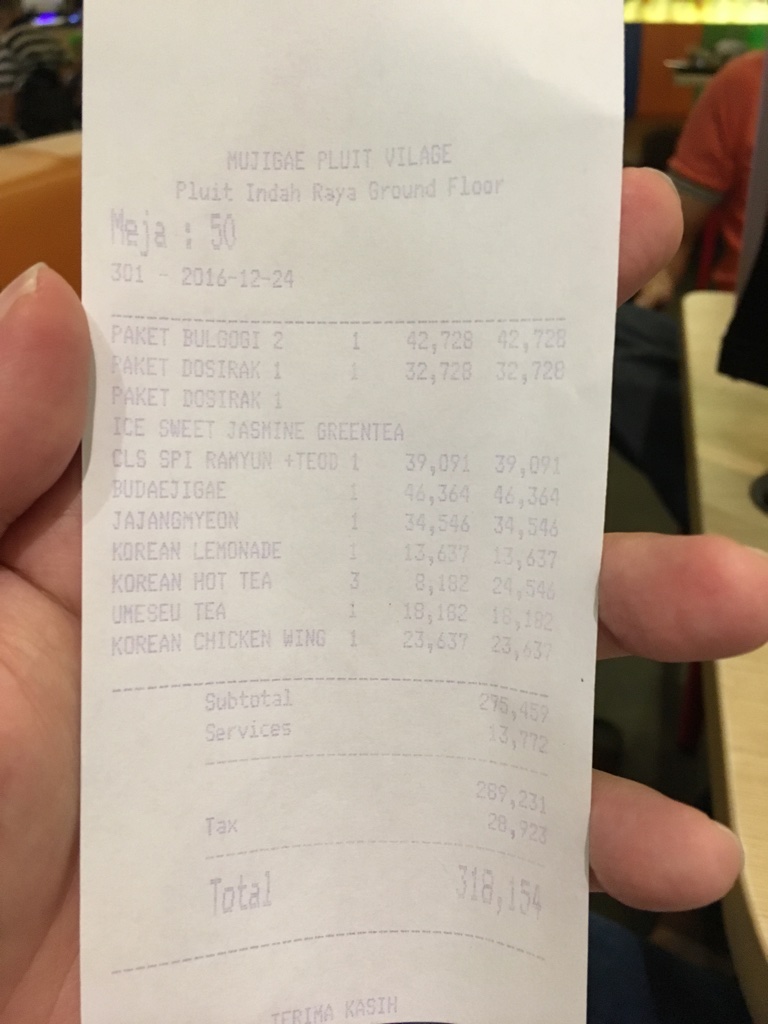 MUJIGAE PLUIT VILAGE
Pluit Indah Raya Ground Floor
Meja : 50
301 - 2016-12-24
PAKET BULGOGI 2 1 42,728 42,728
PAKET DOSIRAK 1 1 32,728 32,728
PAKET DOSIRAK 1
ICE SWEET JASMINE GREENTEA
CLS SPI RAMYUN +TEOD 1 39,091 39,091
BUDAEJIGAE 1 46,364 46,364
JAJANGMYEON 1 34,546 34,546
KOREAN LEMONADE 1 13,637 13,637
KOREAN HOT TEA 3 8,182 24,546
UMESEU TEA 1 18,182 18,182
KOREAN CHICKEN WING 1 23,637 23,637
Subtotal 275,459
Services 13,772
289,231
Tax 28,923
Total 318,154
TERIMA KASIH